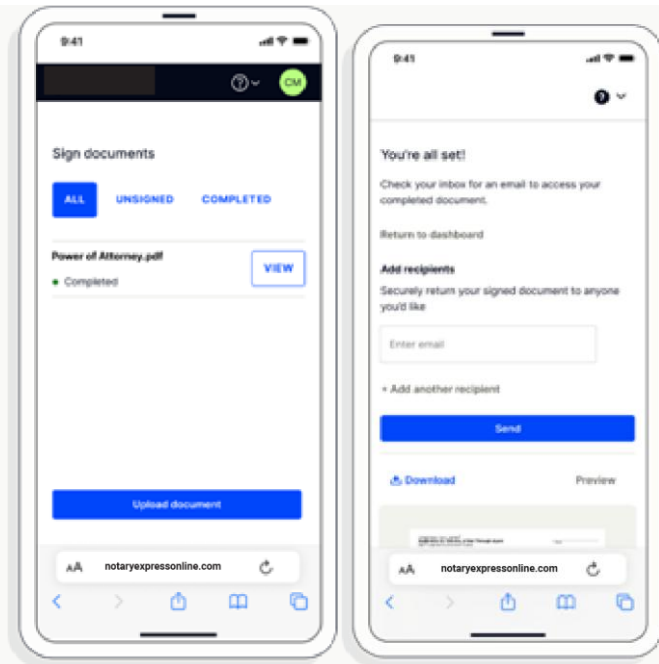 9:41
CM
Sign documents
ALL UNSIGNED COMPLETED
Power of Attorney.pdf
VIEW
Completed
Upload document
AA notaryexpressonline.com
9:41
You're all set!
Check your inbox for an email to access your
completed document.
Return to dashboard
Add recipients
Securely return your signed document to anyone
you'd like
Enter email
+ Add another recipient
Send
Download Preview
AA notaryexpressonline.com